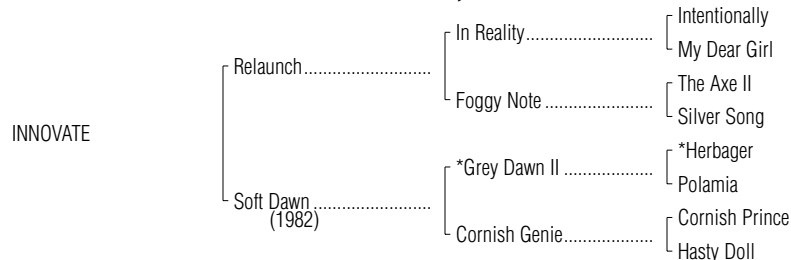 Intentionally
In Reality
My Dear Girl
Relaunch
The Axe II
Foggy Note
Silver Song
INNOVATE
*Herbager
*Grey Dawn II
Polamia
Soft Dawn
(1982)
Cornish Prince
Cornish Genie
Hasty Doll